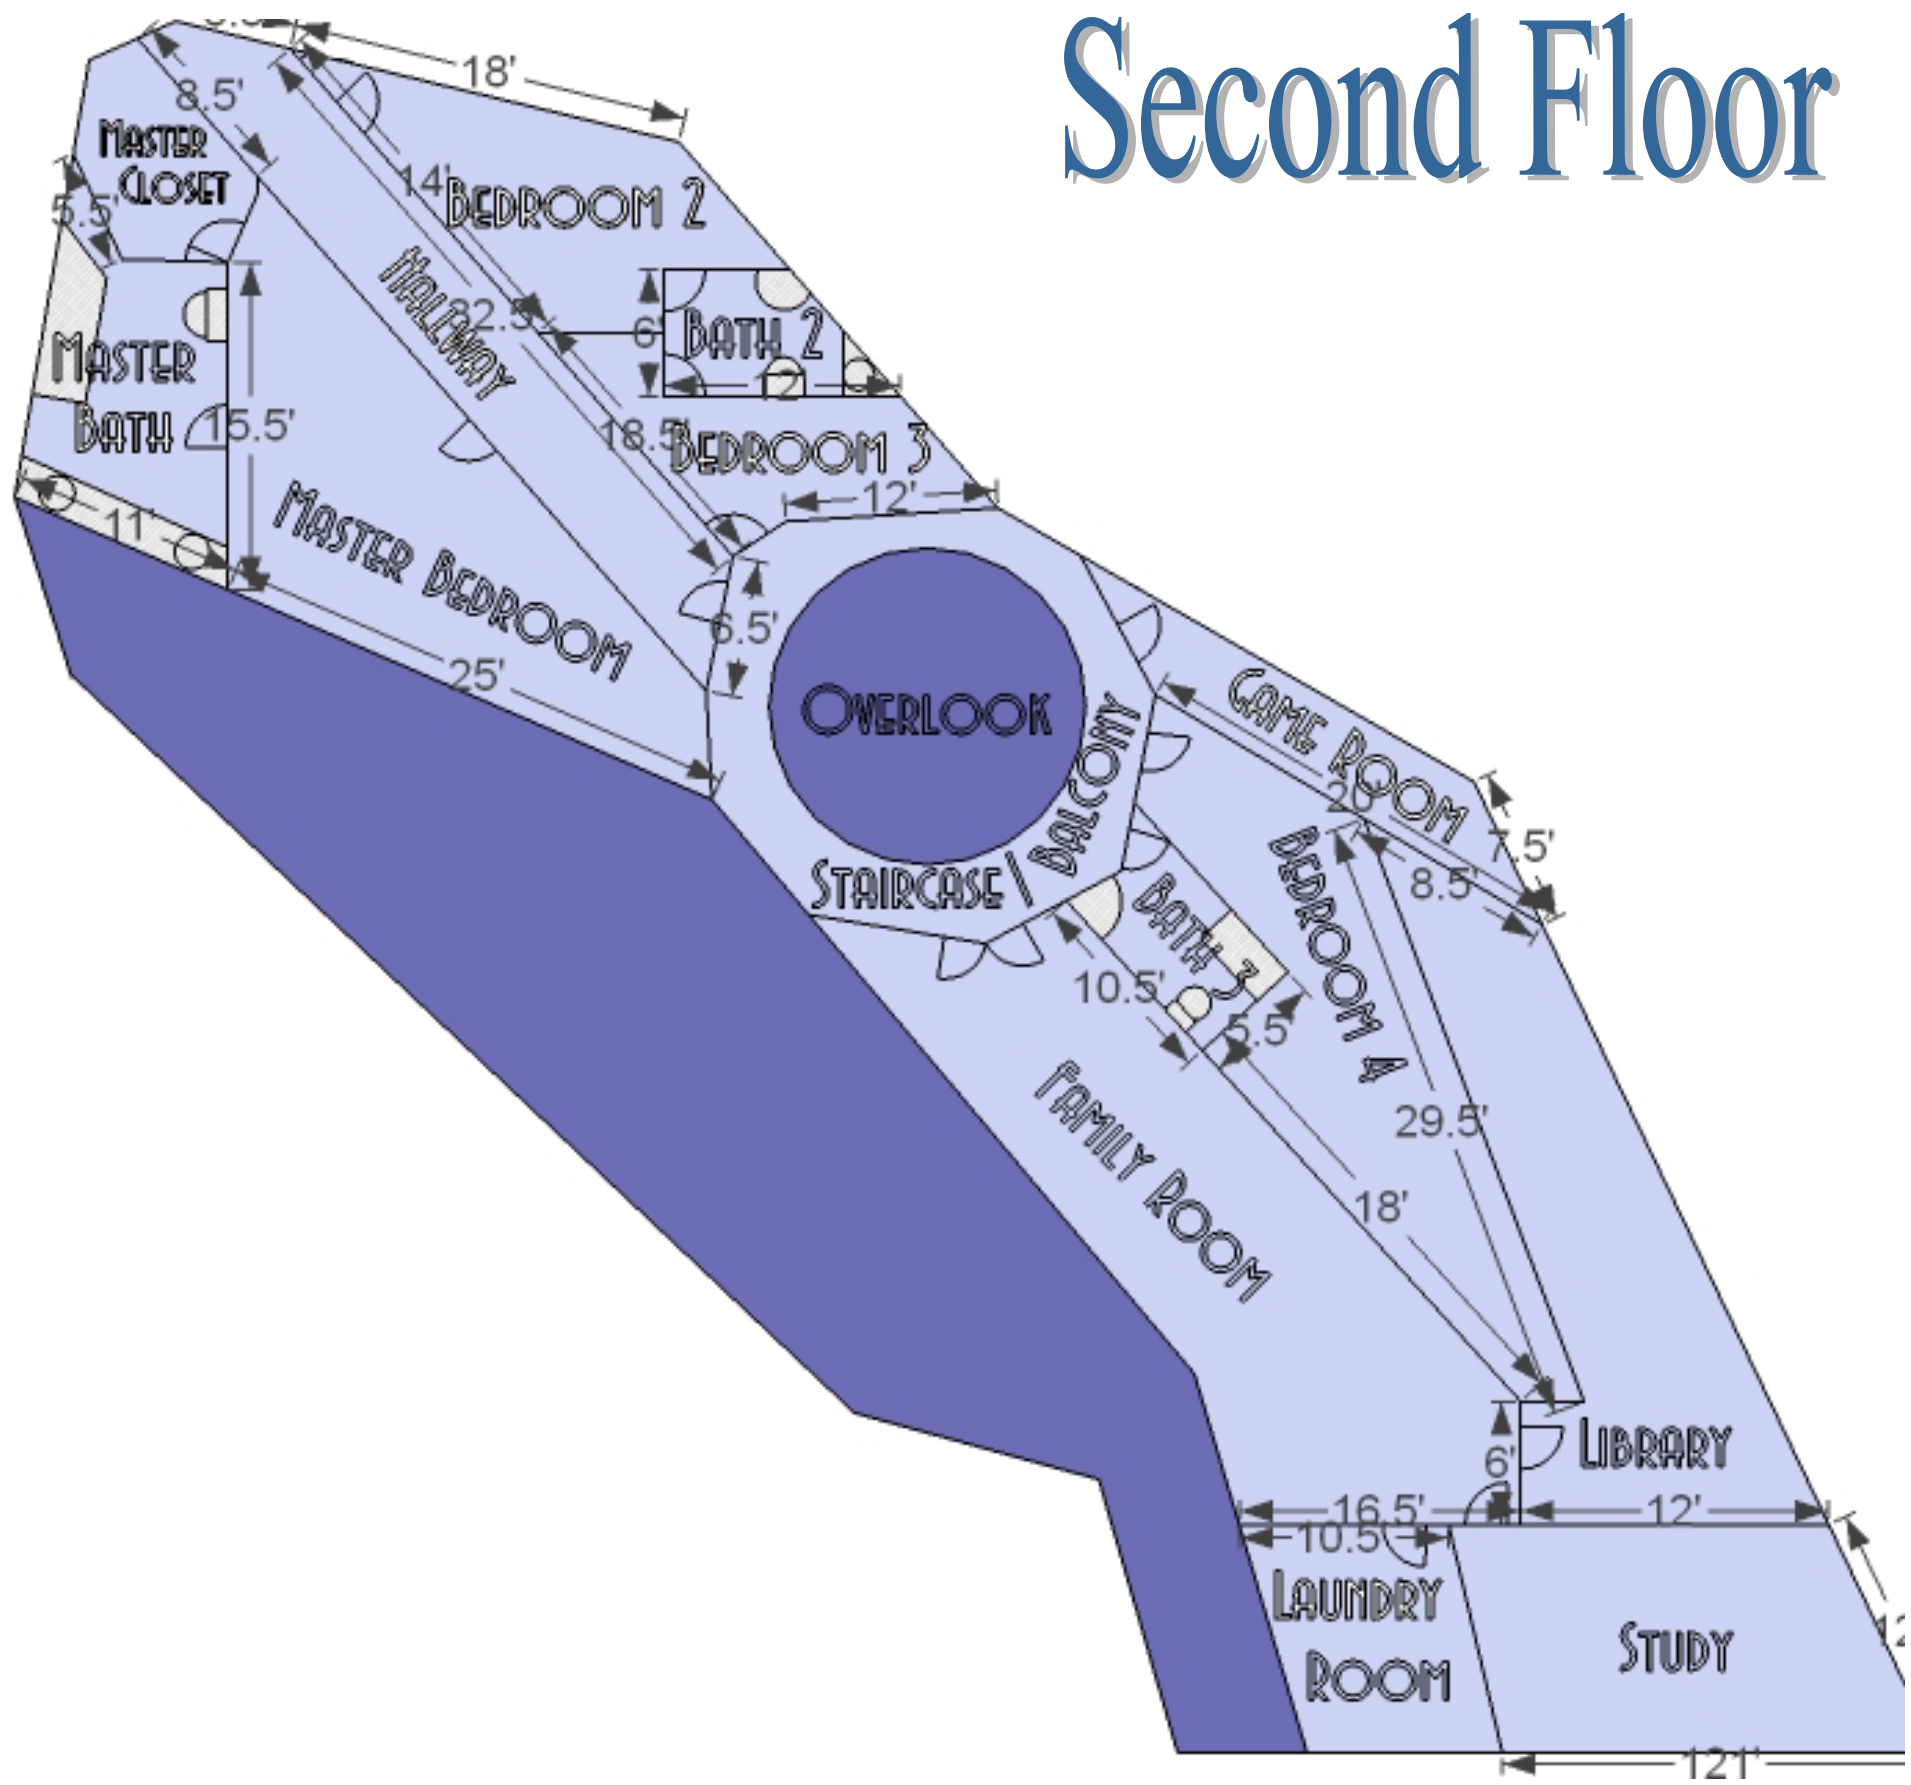 Second Floor
18'
8.5'
MASTER
CLOSET
5.5'
14'
BEDROOM 2
HALLWAY
6'
BATH 2
12'
MASTER
BATH
15.5'
18.5'
BEDROOM 3
12'
11'
MASTER BEDROOM
25'
6.5'
OVERLOOK
STAIRCASE \ BALCONY
GAME ROOM
20'
7.5'
8.5'
BEDROOM 4
BATH 3
10.5'
5.5'
29.5'
FAMILY ROOM
18'
6'
LIBRARY
16.5'
12'
10.5'
LAUNDRY
ROOM
STUDY
121'